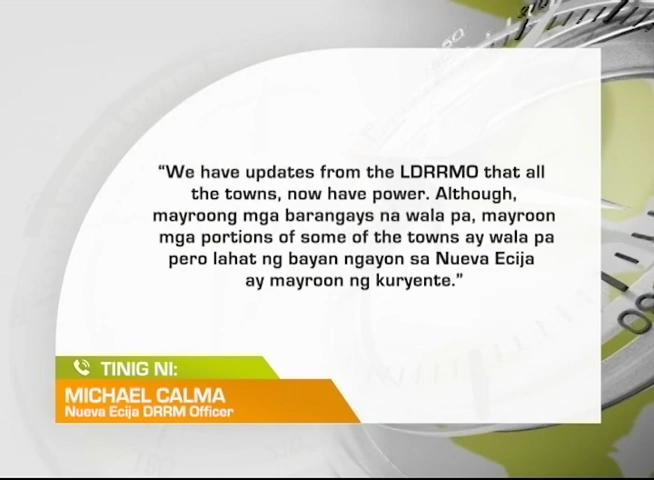 “We have updates from the LDRRMO that all
the towns, now have power. Although,
mayroong mga barangays na wala pa, mayroon
mga portions of some of the towns ay wala pa
pero lahat ng bayan ngayon sa Nueva Ecija
ay mayroon ng kuryente.”
TINIG NI:
MICHAEL CALMA
Nueva Ecija DRRM Officer